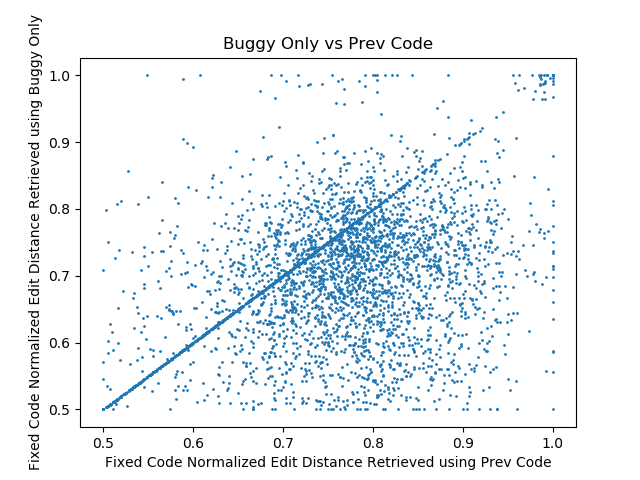 Buggy Only vs Prev Code
Fixed Code Normalized Edit Distance Retrieved using Buggy Only
1.0
0.9
0.8
0.7
0.6
0.5
0.5 0.6 0.7 0.8 0.9 1.0
Fixed Code Normalized Edit Distance Retrieved using Prev Code